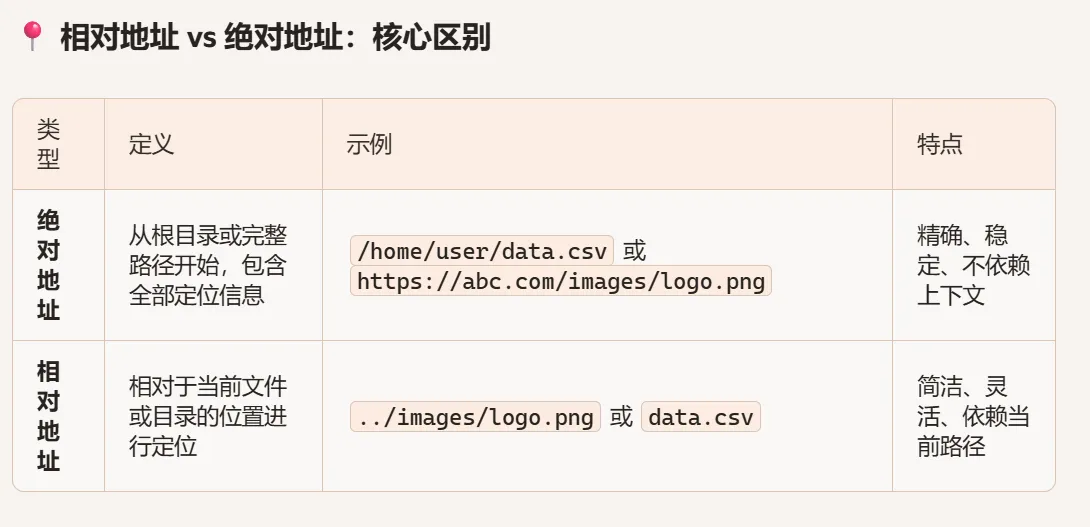 📍 相对地址 vs 绝对地址：核心区别
类
型
定义
示例
特点
绝
对
地
址
从根目录或完整
路径开始，包含
全部定位信息
/home/user/data.csv 或
https://abc.com/images/logo.png
精确、稳
定、不依赖
上下文
相
对
地
址
相对于当前文件
或目录的位置进
行定位
../images/logo.png 或 data.csv
简洁、灵
活、依赖当
前路径